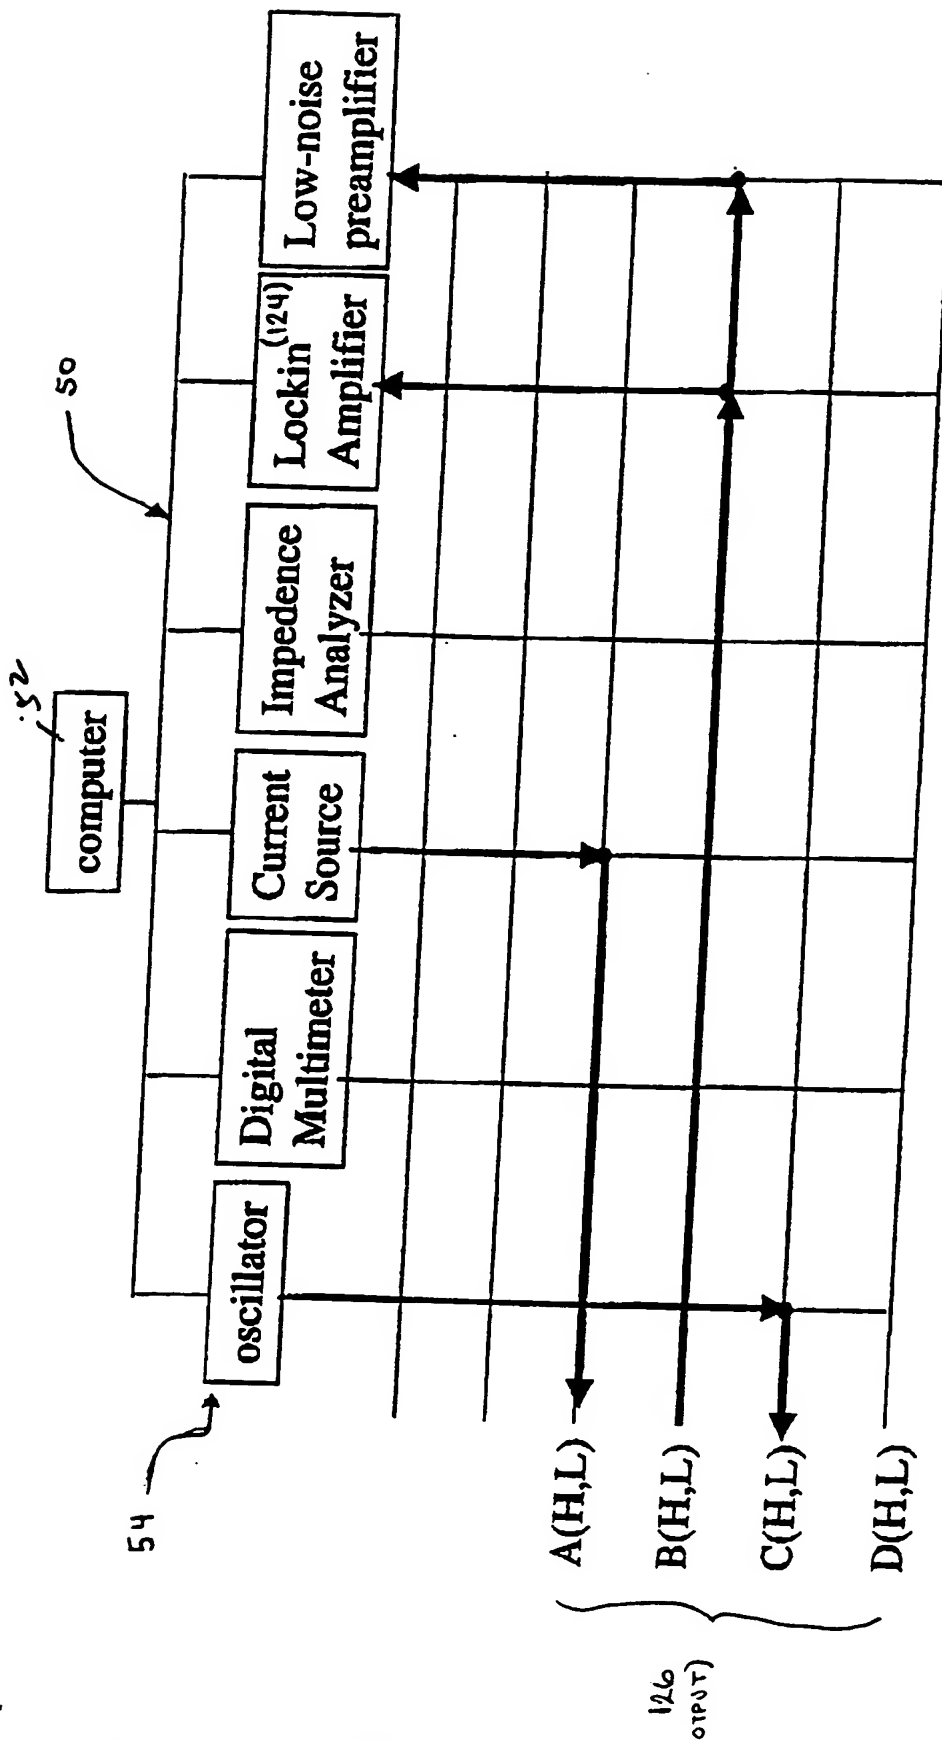 50
:52
computer
54
oscillator
Digital
Multimeter
Current
Source
Impedence
Analyzer
Lockin (124)
Amplifier
Low-noise
preamplifier
A(H,L)
B(H,L)
C(H,L)
D(H,L)
126
OTPUT)